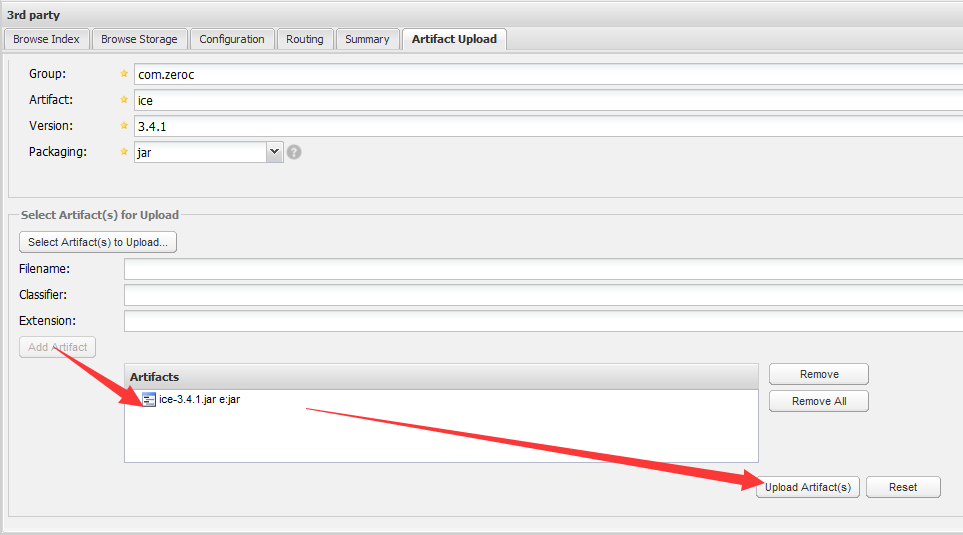 3rd party
Browse Index Browse Storage Configuration Routing Summary Artifact Upload
Group: com.zeroc
Artifact: ice
Version: 3.4.1
Packaging: jar ?
Select Artifact(s) for Upload
Select Artifact(s) to Upload...
Filename:
Classifier:
Extension:
Add Artifact
Artifacts
Remove
ice-3.4.1.jar e:jar
Remove All
Upload Artifact(s) Reset